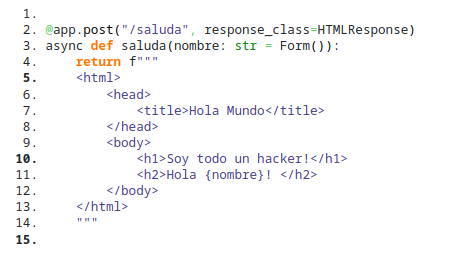 1.
2. @app.post("/saluda", response_class=HTMLResponse)
3. async def saluda(nombre: str = Form()):
4.     return f"""
5.     <html>
6.         <head>
7.             <title>Hola Mundo</title>
8.         </head>
9.         <body>
10.             <h1>Soy todo un hacker!</h1>
11.             <h2>Hola {nombre}! </h2>
12.         </body>
13.     </html>
14.     """
15.